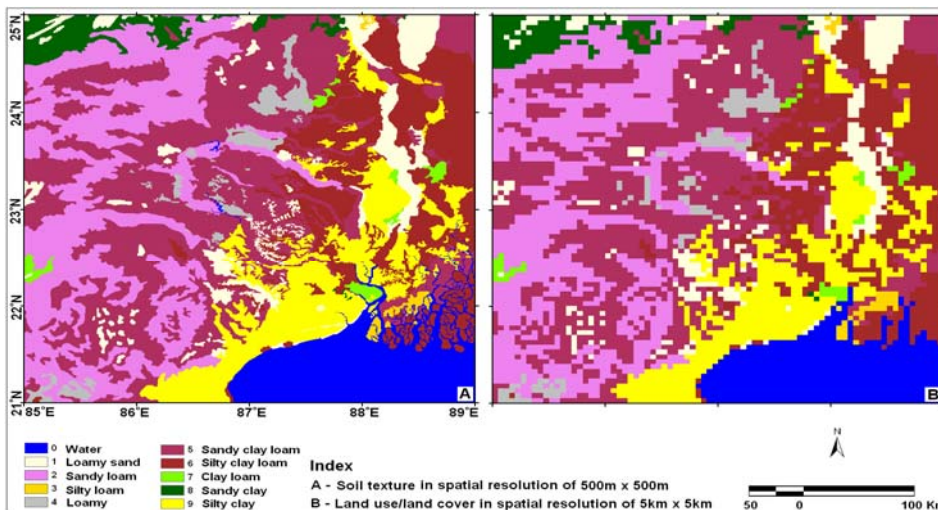 25°N
24°N
23°N
22°N
21°N
85°E 86°E 87°E 88°E 89°E
A
B
0 Water
1 Loamy sand
2 Sandy loam
3 Silty loam
4 Loamy
5 Sandy clay loam
6 Silty clay loam
7 Clay loam
8 Sandy clay
9 Silty clay
Index
A - Soil texture in spatial resolution of 500m x 500m
B - Land use/land cover in spatial resolution of 5km x 5km
N
50 0 100 Km